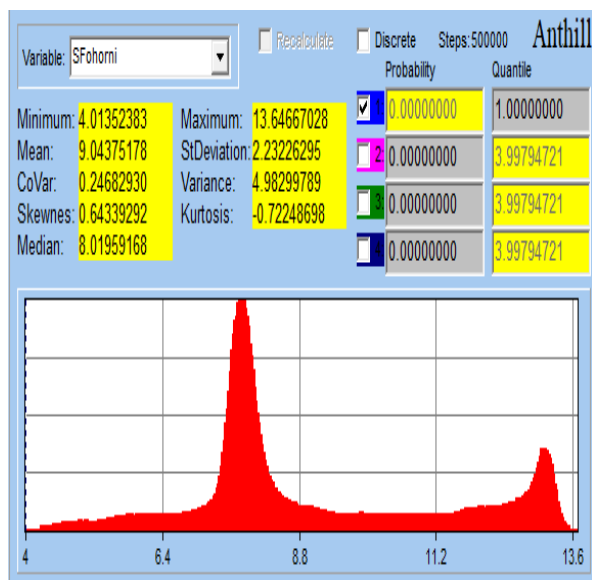 Variable: SFohorni
Recalculate
Discrete Steps:500000 Anthill
Probability Quantile
Minimum: 4.01352383 Maximum: 13.64667028
Mean: 9.04375178 StDeviation: 2.23226295
CoVar: 0.24682930 Variance: 4.98299789
Skewnes: 0.64339292 Kurtosis: -0.72248698
Median: 8.01959168
1: 0.00000000 1.00000000
2: 0.00000000 3.99794721
3: 0.00000000 3.99794721
0.00000000 3.99794721
4 6.4 8.8 11.2 13.6